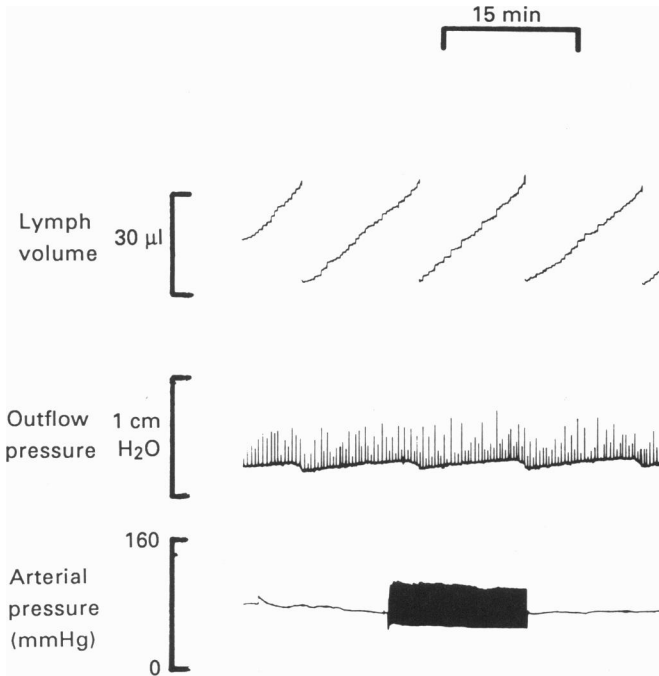 15 min
Lymph
volume
30 µl
Outflow
pressure
1 cm
H₂O
160
Arterial
pressure
(mmHg)
0